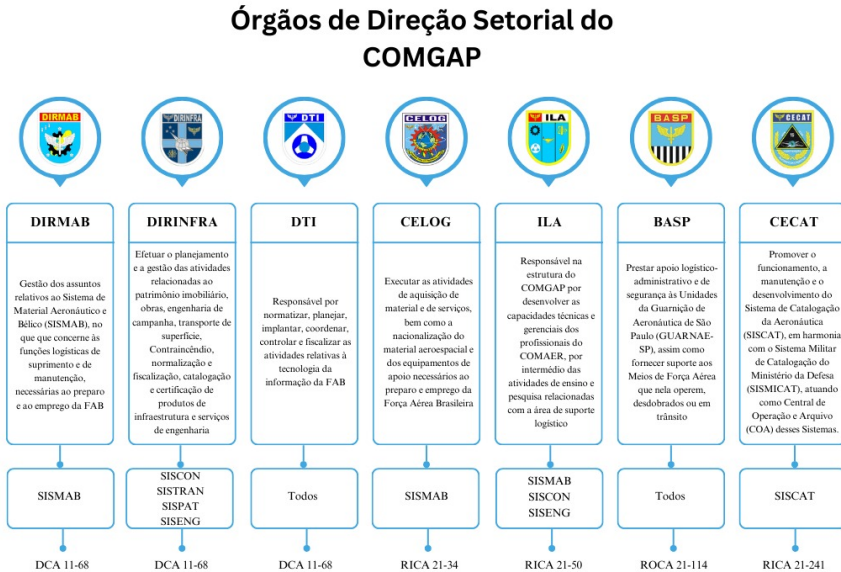 Órgãos de Direção Setorial do
COMGAP
DIRMAB
DIRINFRA
DTI
CELOG
ILA
BASP
CECAT
DIRMAB
Gestão dos assuntos
relativos ao Sistema de
Material Aeronáutico e
Bélico (SISMAB), no
que que concerne às
funções logísticas de
suprimento e de
manutenção,
necessárias ao preparo
e ao emprego da FAB
SISMAB
DCA 11-68
DIRINFRA
Efetuar o planejamento
e a gestão das atividades
relacionadas ao
patrimônio imobiliário,
obras, engenharia de
campanha, transporte de
superfície,
Contraincêndio,
normalização e
fiscalização, catalogação
e certificação de
produtos de
infraestrutura e serviços
de engenharia
SISCON
SISTRAN
SISPAT
SISENG
DCA 11-68
DTI
Responsável por
normatizar, planejar,
implantar, coordenar,
controlar e fiscalizar as
atividades relativas à
tecnologia da
informação da FAB
Todos
DCA 11-68
CELOG
Executar as atividades
de aquisição de
material e de serviços,
bem como a
nacionalização do
material aeroespacial e
dos equipamentos de
apoio necessários ao
preparo e emprego da
Força Aérea Brasileira
SISMAB
RICA 21-34
ILA
Responsável na
estrutura do
COMGAP por
desenvolver as
capacidades técnicas e
gerenciais dos
profissionais do
COMAER, por
intermédio das
atividades de ensino e
pesquisa relacionadas
com a área de suporte
logístico
SISMAB
SISCON
SISENG
RICA 21-50
BASP
Prestar apoio logístico-
administrativo e de
segurança às Unidades
da Guarnição de
Aeronáutica de São
Paulo (GUARNAE-
SP), assim como
fornecer suporte aos
Meios de Força Aérea
que nela operem,
desdobrados ou em
trânsito
Todos
ROCA 21-114
CECAT
Promover o
funcionamento, a
manutenção e o
desenvolvimento do
Sistema de Catalogação
da Aeronáutica
(SISCAT), em harmonia
com o Sistema Militar
de Catalogação do
Ministério da Defesa
(SISMICAT), atuando
como Central de
Operação e Arquivo
(COA) desses Sistemas.
SISCAT
RICA 21-241